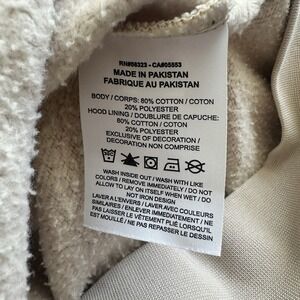 RN#56323 - CA#05553
MADE IN PAKISTAN
FABRIQUE AU PAKISTAN
BODY / CORPS: 80% COTTON / COTON
20% POLYESTER
HOOD LINING / DOUBLURE DE CAPUCHE:
80% COTTON / COTON
20% POLYESTER
EXCLUSIVE OF DECORATION /
DECORATION NON COMPRISE
WASH INSIDE OUT / WASH WITH LIKE
COLORS / REMOVE IMMEDIATELY / DO NOT
ALLOW TO LAY ON ITSELF WHEN WET / DO
NOT IRON DESIGN
LAVER A L'ENVERS / LAVER AVEC COULEURS
SIMILAIRES / ENLEVER IMMEDIATEMENT / NE
PAS LAISSER LE VÊTEMENT PLIÉ LORSQU'IL
EST MOUILLÉ / NE PAS REPASSER LE DESSIN